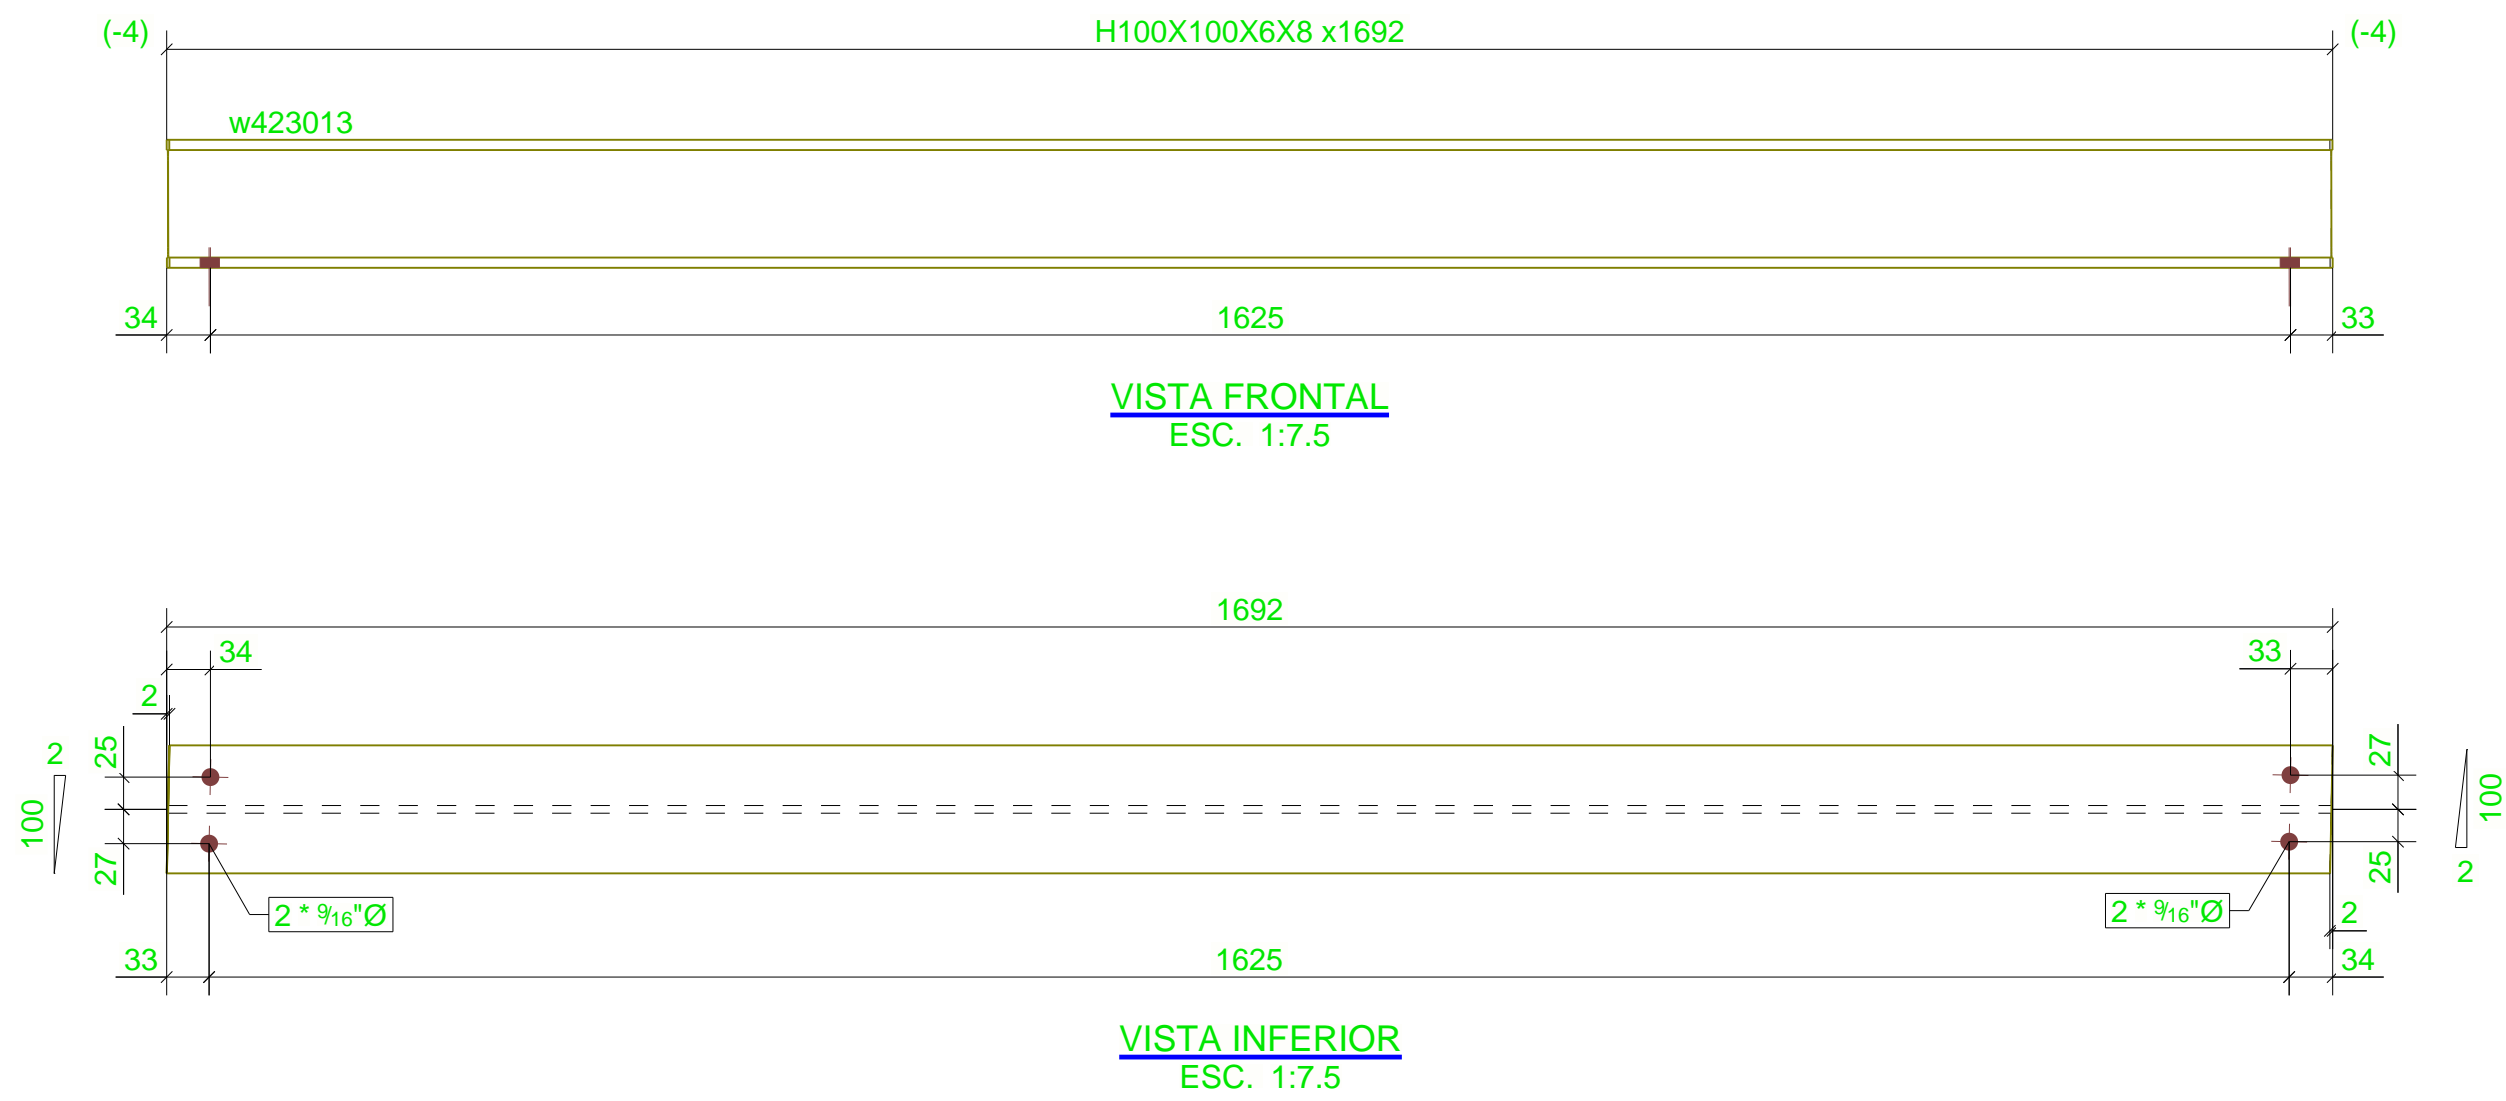 (-4) H100X100X6X8 x1692 (-4)
w423013
34 1625 33
VISTA FRONTAL
ESC. 1:7.5
1692
34 33
2
2 25 27
100 100
27 25 2
2 * 9/16"Ø 2 * 9/16"Ø 2
33 1625 34
VISTA INFERIOR
ESC. 1:7.5